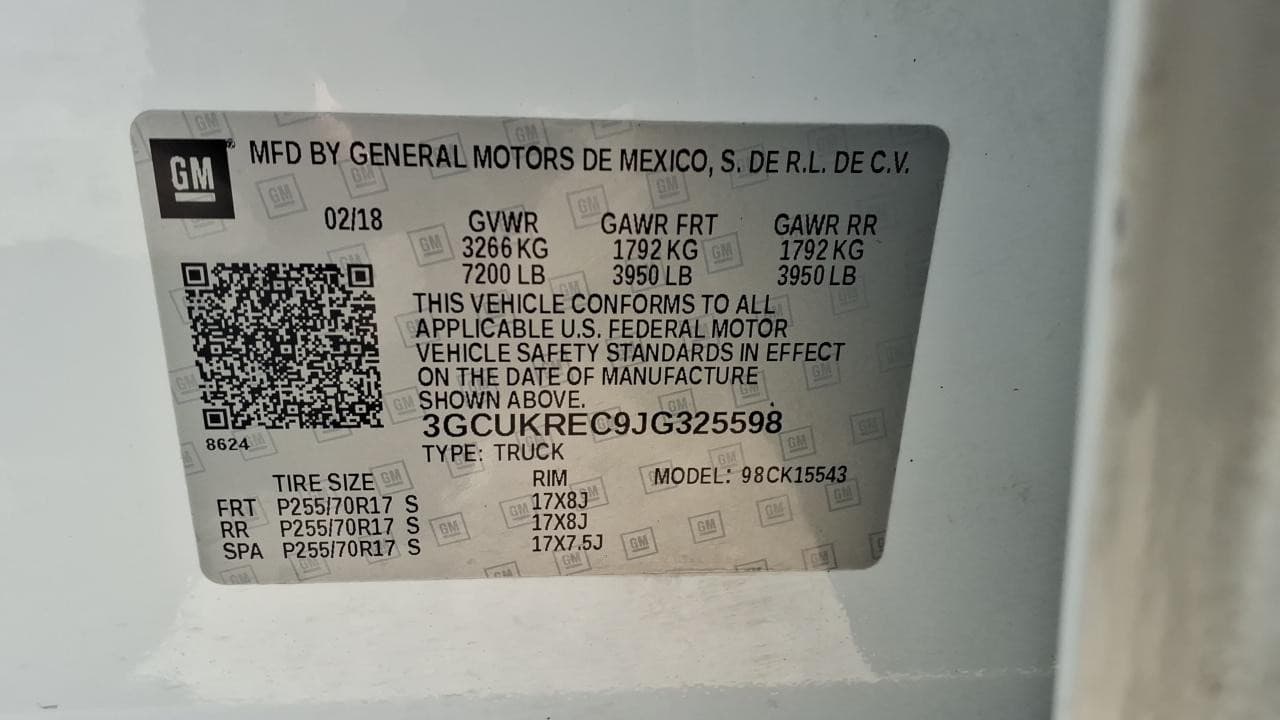 GM® MFD BY GENERAL MOTORS DE MEXICO, S. DE R.L. DE C.V.
02/18 GVWR GAWR FRT GAWR RR
3266 KG 1792 KG 1792 KG
7200 LB 3950 LB 3950 LB
THIS VEHICLE CONFORMS TO ALL
APPLICABLE U.S. FEDERAL MOTOR
VEHICLE SAFETY STANDARDS IN EFFECT
ON THE DATE OF MANUFACTURE
SHOWN ABOVE.
3GCUKREC9JG325598
8624
TYPE: TRUCK
TIRE SIZE RIM MODEL: 98CK15543
FRT P255/70R17 S 17X8J
RR P255/70R17 S 17X8J
SPA P255/70R17 S 17X7.5J